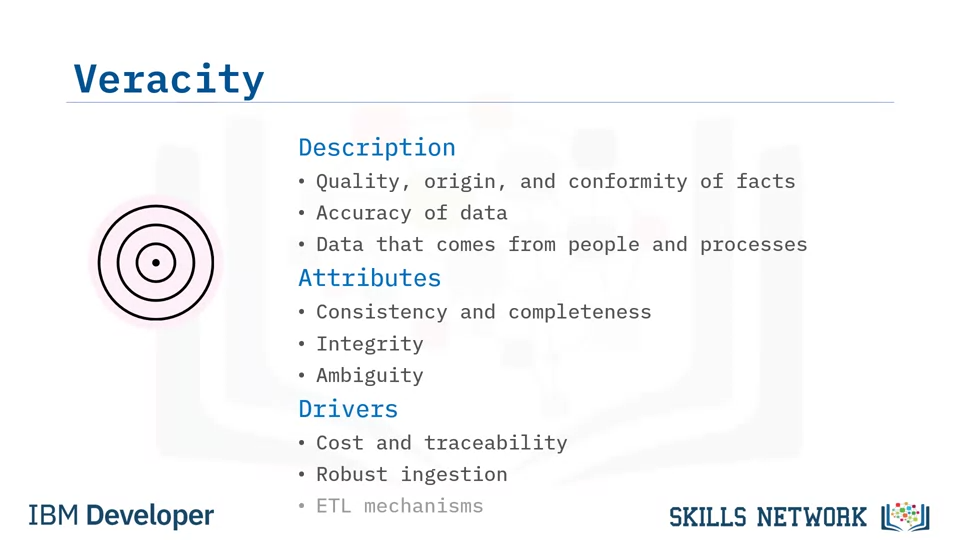 Veracity
Description
• Quality, origin, and conformity of facts
• Accuracy of data
• Data that comes from people and processes
Attributes
• Consistency and completeness
• Integrity
• Ambiguity
Drivers
• Cost and traceability
• Robust ingestion
• ETL mechanisms
IBM Developer
SKILLS NETWORK